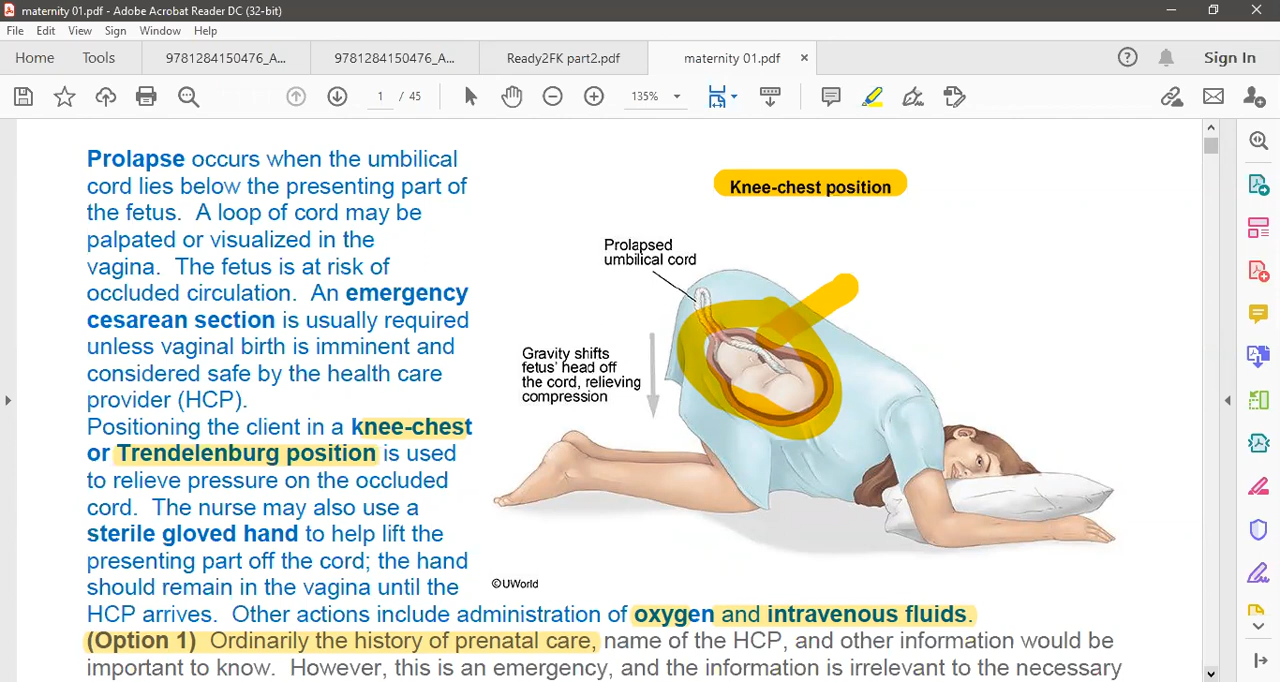 maternity 01.pdf - Adobe Acrobat Reader DC (32-bit)
File Edit View Sign Window Help
Home Tools 9781284150476_A... 9781284150476_A... Ready2FK part2.pdf maternity 01.pdf × Sign In
1 / 45 135%
Prolapse occurs when the umbilical
cord lies below the presenting part of
the fetus. A loop of cord may be
palpated or visualized in the
vagina. The fetus is at risk of
occluded circulation. An emergency
cesarean section is usually required
unless vaginal birth is imminent and
considered safe by the health care
provider (HCP).
Positioning the client in a knee-chest
or Trendelenburg position is used
to relieve pressure on the occluded
cord. The nurse may also use a
sterile gloved hand to help lift the
presenting part off the cord; the hand
should remain in the vagina until the
HCP arrives. Other actions include administration of oxygen and intravenous fluids.
(Option 1) Ordinarily the history of prenatal care, name of the HCP, and other information would be
important to know. However, this is an emergency, and the information is irrelevant to the necessary
Knee-chest position
Prolapsed
umbilical cord
Gravity shifts
fetus' head off
the cord, relieving
compression
©UWorld